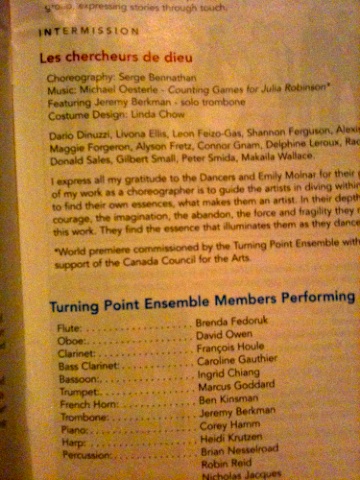 group, expressing stories through touch.
INTERMISSION
Les chercheurs de dieu
Choreography: Serge Bennathan
Music: Michael Oesterle - Counting Games for Julia Robinson*
Featuring Jeremy Berkman - solo trombone
Costume Design: Linda Chow
Dario Dinuzzi, Livona Ellis, Leon Feizo-Gas, Shannon Ferguson, Alexis
Maggie Forgeron, Alyson Fretz, Connor Gnam, Delphine Leroux, Rac
Donald Sales, Gilbert Small, Peter Smida, Makaila Wallace.
I express all my gratitude to the Dancers and Emily Molnar for their
of my work as a choreographer is to guide the artists in diving within
to find their own essences, what makes them an artist. In their depth
courage, the imagination, the abandon, the force and fragility they
this work. They find the essence that illuminates them as they dance
*World premiere commissioned by the Turning Point Ensemble with
support of the Canada Council for the Arts.
Turning Point Ensemble Members Performing
Flute: . . . . . . . . . . . . . . . . . . . Brenda Fedoruk
Oboe: . . . . . . . . . . . . . . . . . . . David Owen
Clarinet: . . . . . . . . . . . . . . . . . François Houle
Bass Clarinet: . . . . . . . . . . . . . Caroline Gauthier
Bassoon: . . . . . . . . . . . . . . . . . Ingrid Chiang
Trumpet: . . . . . . . . . . . . . . . . . Marcus Goddard
French Horn: . . . . . . . . . . . . . . Ben Kinsman
Trombone: . . . . . . . . . . . . . . . . Jeremy Berkman
Piano: . . . . . . . . . . . . . . . . . . . Corey Hamm
Harp: . . . . . . . . . . . . . . . . . . . Heidi Krutzen
Percussion: . . . . . . . . . . . . . . . Brian Nesselroad
Robin Reid
Nicholas Jacques